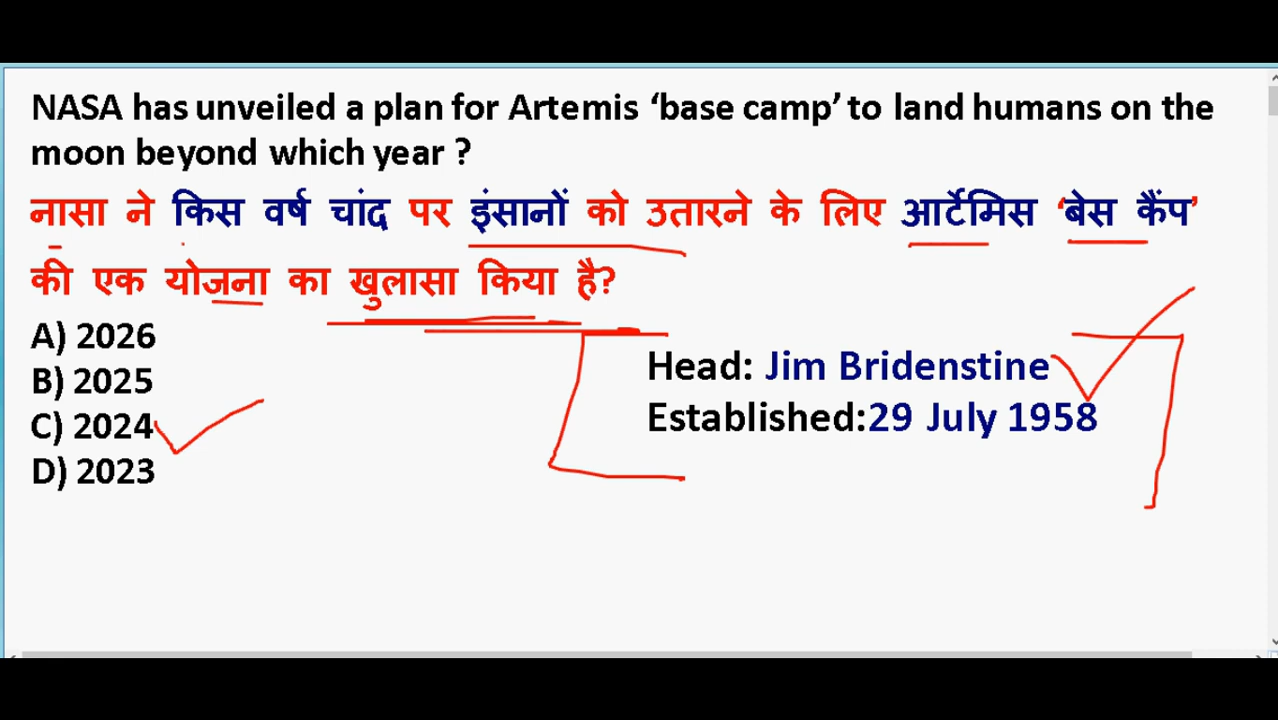 NASA has unveiled a plan for Artemis ‘base camp’ to land humans on the
moon beyond which year ?
नासा ने किस वर्ष चांद पर इंसानों को उतारने के लिए आर्टेमिस ‘बेस कैंप’
की एक योजना का खुलासा किया है?
A) 2026
B) 2025
C) 2024
D) 2023
Head: Jim Bridenstine
Established:29 July 1958